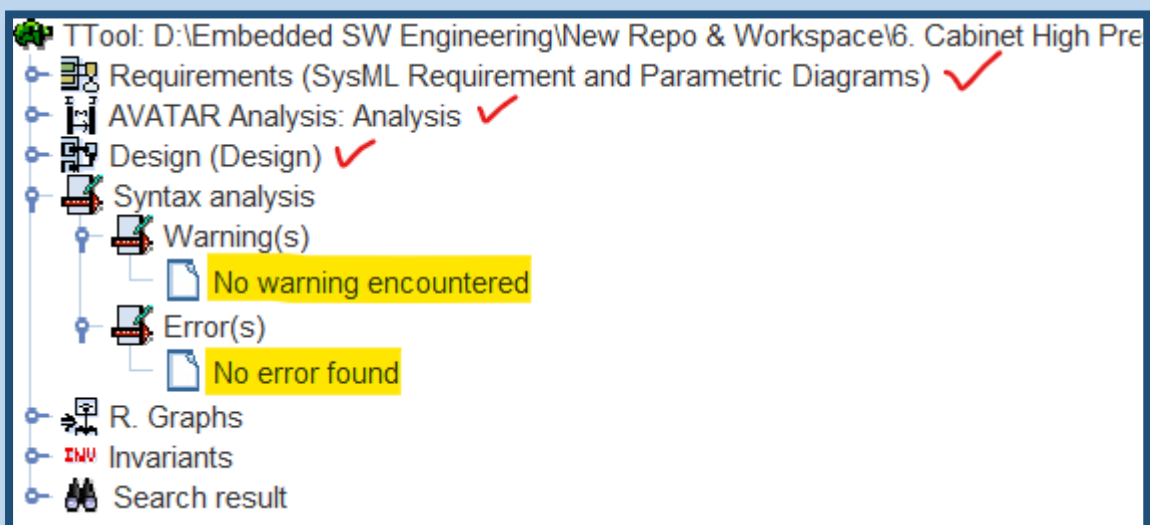 TTool: D:\Embedded SW Engineering\New Repo & Workspace\6. Cabinet High Pre
Requirements (SysML Requirement and Parametric Diagrams)
AVATAR Analysis: Analysis
Design (Design)
Syntax analysis
Warning(s)
No warning encountered
Error(s)
No error found
R. Graphs
INV Invariants
Search result